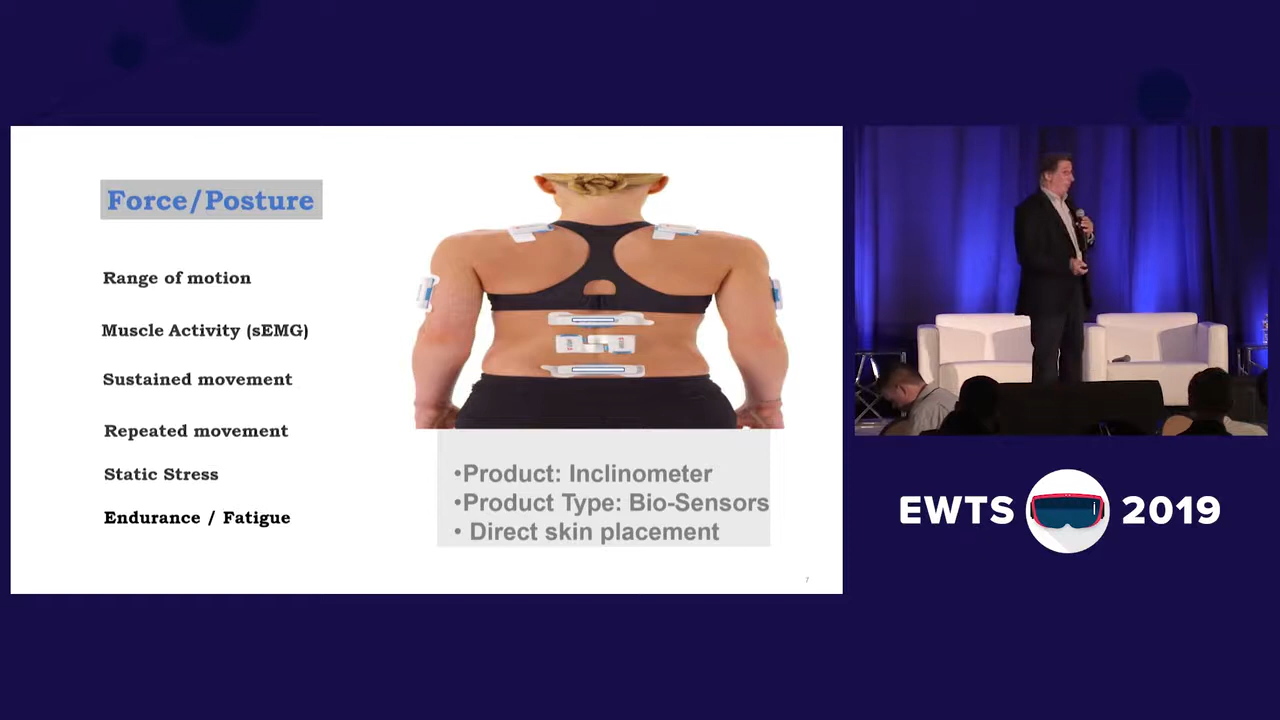 Force/Posture
Range of motion
Muscle Activity (sEMG)
Sustained movement
Repeated movement
Static Stress
Endurance / Fatigue
•Product: Inclinometer
•Product Type: Bio-Sensors
• Direct skin placement
7
EWTS 2019